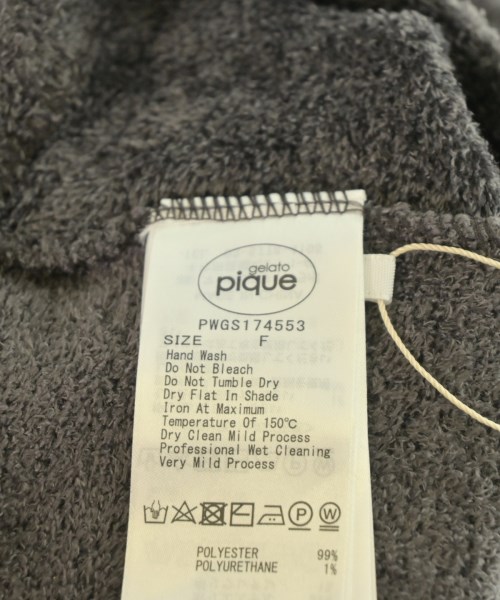 gelato
pique
PWGS174553
SIZE F
Hand Wash
Do Not Bleach
Do Not Tumble Dry
Dry Flat In Shade
Iron At Maximum
Temperature Of 150℃
Dry Clean Mild Process
Professional Wet Cleaning
Very Mild Process
P W
POLYESTER 99%
POLYURETHANE 1%